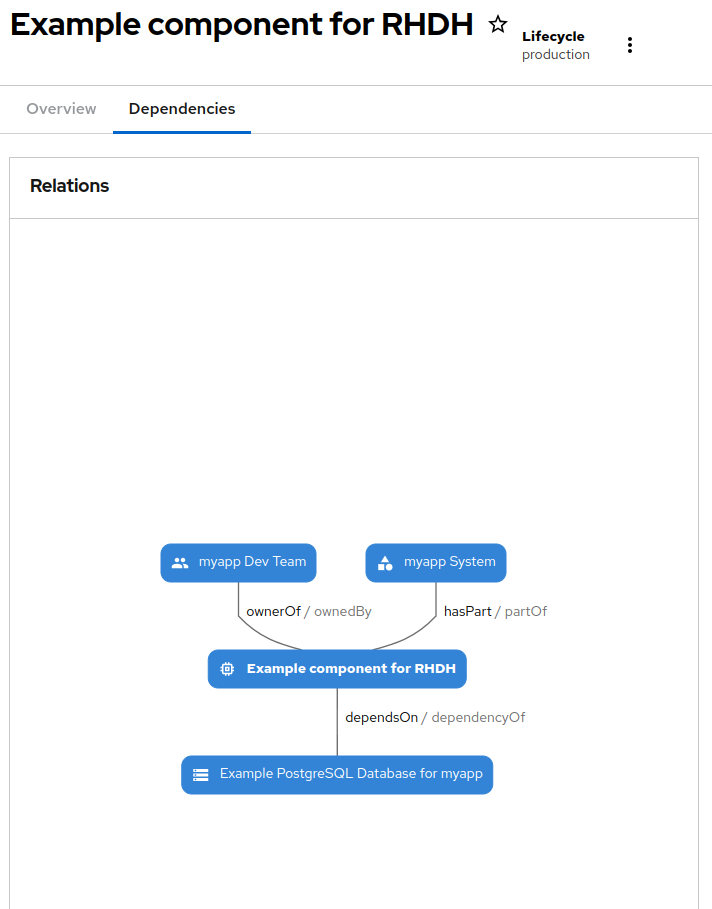 Example component for RHDH
Lifecycle
production
Overview
Dependencies
Relations
myapp Dev Team
myapp System
ownerOf / ownedBy
hasPart / partOf
Example component for RHDH
dependsOn / dependencyOf
Example PostgreSQL Database for myapp